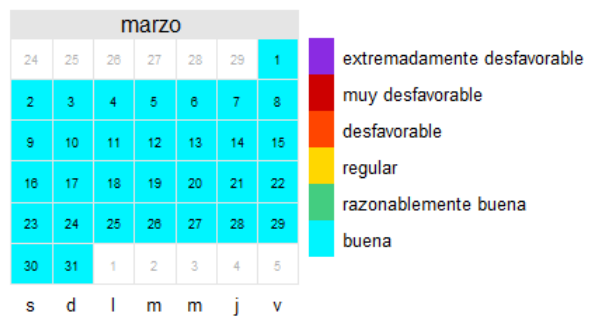 marzo
24 25 26 27 28 29 1
2 3 4 5 6 7 8
9 10 11 12 13 14 15
16 17 18 19 20 21 22
23 24 25 26 27 28 29
30 31 1 2 3 4 5
s d l m m j v
extremadamente desfavorable
muy desfavorable
desfavorable
regular
razonablemente buena
buena